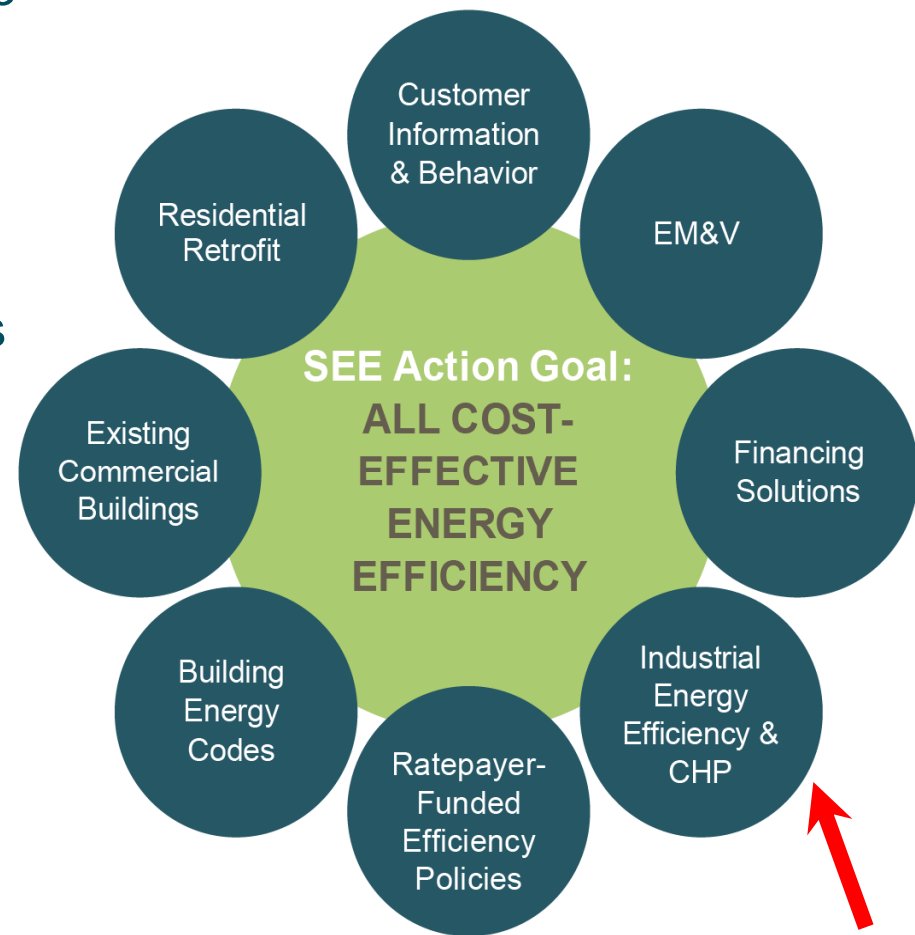 Customer
Information
& Behavior
EM&V
Financing
Solutions
Industrial
Energy
Efficiency &
CHP
Ratepayer-
Funded
Efficiency
Policies
Building
Energy
Codes
Existing
Commercial
Buildings
Residential
Retrofit
SEE Action Goal:
ALL COST-
EFFECTIVE
ENERGY
EFFICIENCY